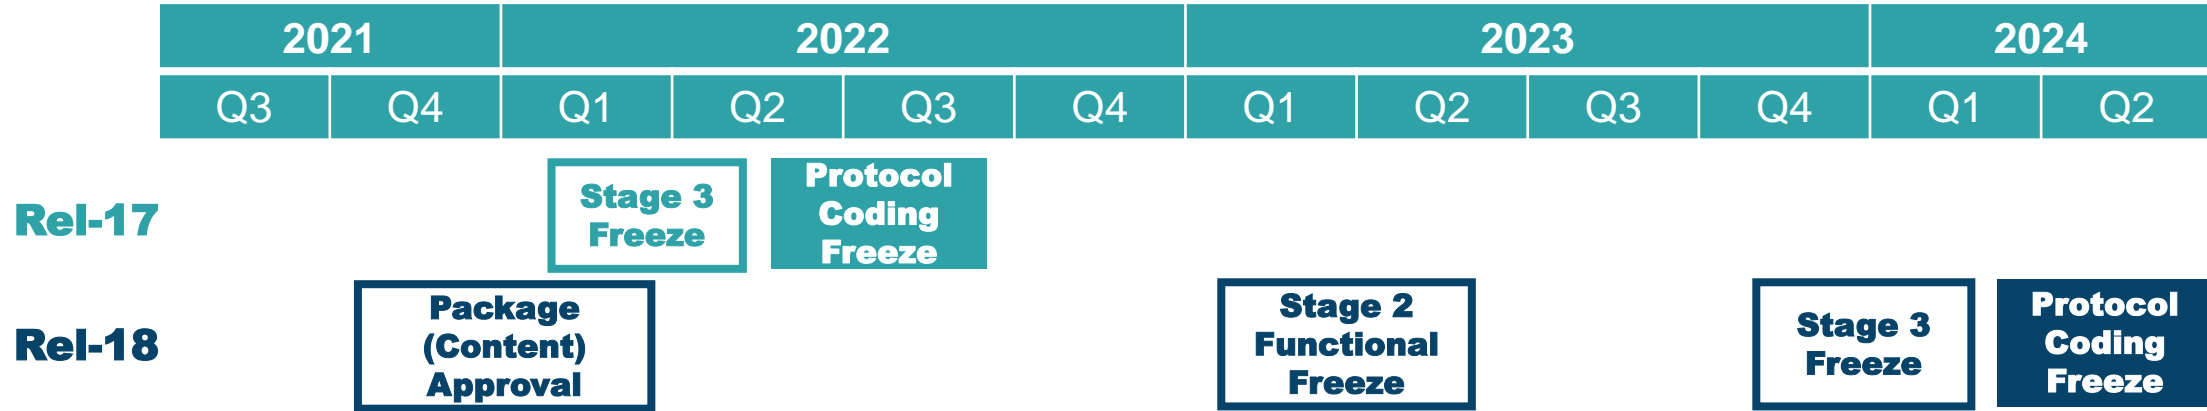 2021 2022 2023 2024
Q3 Q4 Q1 Q2 Q3 Q4 Q1 Q2 Q3 Q4 Q1 Q2
Rel-17
Stage 3
Freeze
Protocol
Coding
Freeze
Rel-18
Package
(Content)
Approval
Stage 2
Functional
Freeze
Stage 3
Freeze
Protocol
Coding
Freeze